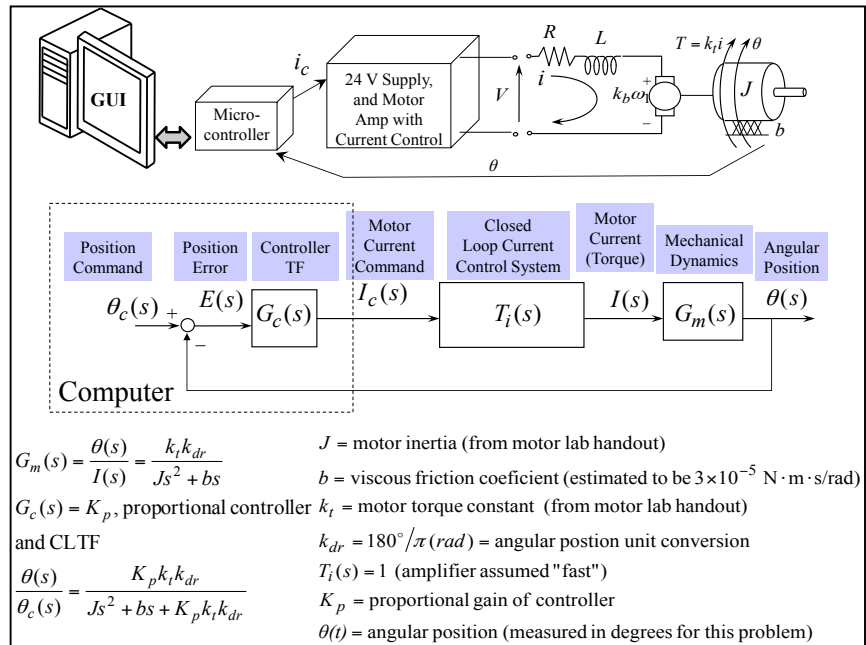 GUI
Micro-
controller
i_c
24 V Supply,
and Motor
Amp with
Current Control
V
R
L
i
k_b ω
+
−
T = k_t i
θ
J
b
θ
Position
Command
Position
Error
Controller
TF
Motor
Current
Command
Closed
Loop Current
Control System
Motor
Current
(Torque)
Mechanical
Dynamics
Angular
Position
θ_c(s)
+
−
E(s)
G_c(s)
I_c(s)
T_i(s)
I(s)
G_m(s)
θ(s)
Computer
G_m(s) = θ(s)/I(s) = k_t k_dr / (Js² + bs)
G_c(s) = K_p, proportional controller
and CLTF
θ(s)/θ_c(s) = K_p k_t k_dr / (Js² + bs + K_p k_t k_dr)
J = motor inertia (from motor lab handout)
b = viscous friction coeficient (estimated to be 3×10⁻⁵ N·m·s/rad)
k_t = motor torque constant (from motor lab handout)
k_dr = 180°/π(rad) = angular postion unit conversion
T_i(s) = 1 (amplifier assumed "fast")
K_p = proportional gain of controller
θ(t) = angular position (measured in degrees for this problem)